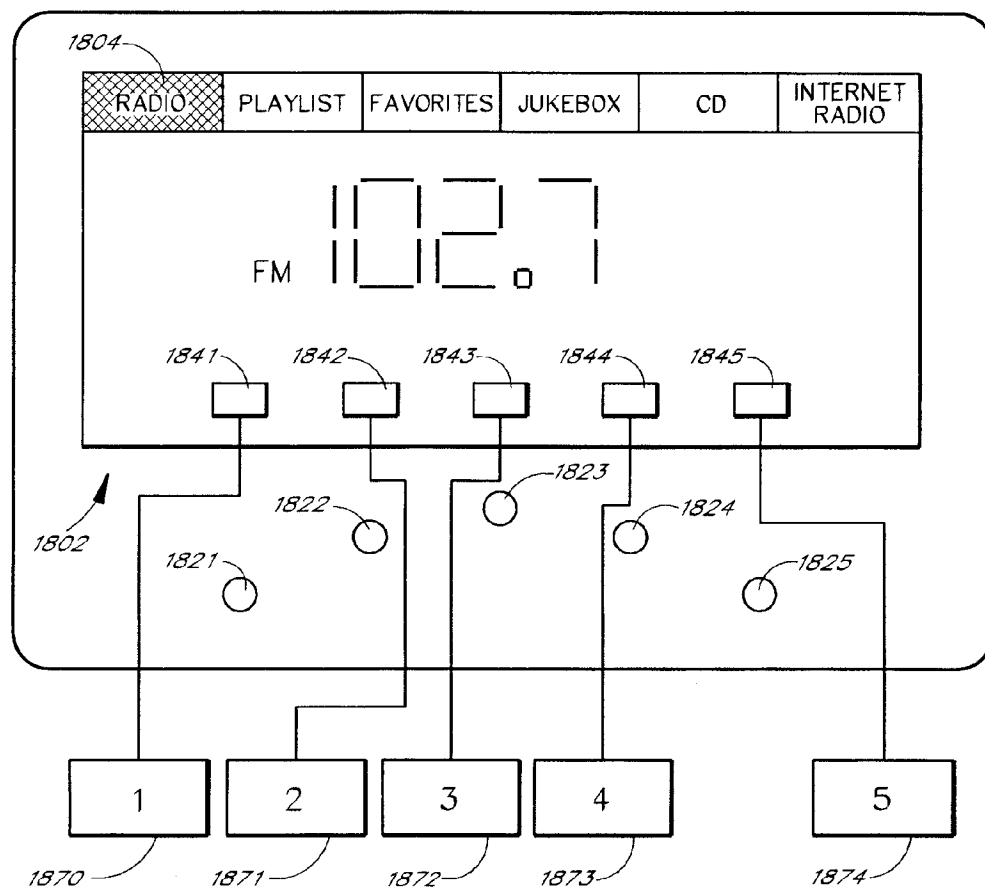 1804
RADIO PLAYLIST FAVORITES JUKEBOX CD INTERNET RADIO
FM 102.7
1841 1842 1843 1844 1845
1823
1822 1824
1802
1821 1825
1 2 3 4 5
1870 1871 1872 1873 1874